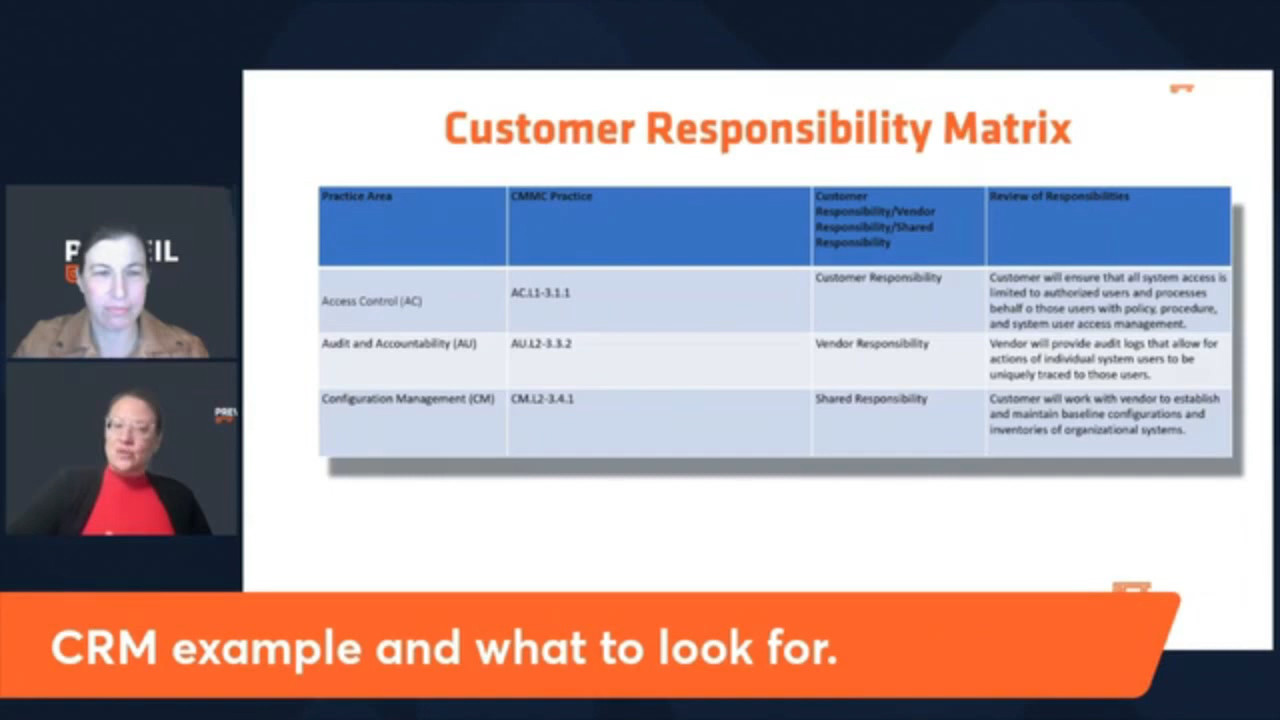 Customer Responsibility Matrix
Practice Area
CMMC Practice
Customer
Responsibility/Vendor
Responsibility/Shared
Responsibility
Review of Responsibilities
Access Control (AC)
AC.L1-3.1.1
Customer Responsibility
Customer will ensure that all system access is
limited to authorized users and processes
behalf o those users with policy, procedure,
and system user access management.
Audit and Accountability (AU)
AU.L2-3.3.2
Vendor Responsibility
Vendor will provide audit logs that allow for
actions of individual system users to be
uniquely traced to those users.
Configuration Management (CM)
CM.L2-3.4.1
Shared Responsibility
Customer will work with vendor to establish
and maintain baseline configurations and
inventories of organizational systems.
CRM example and what to look for.